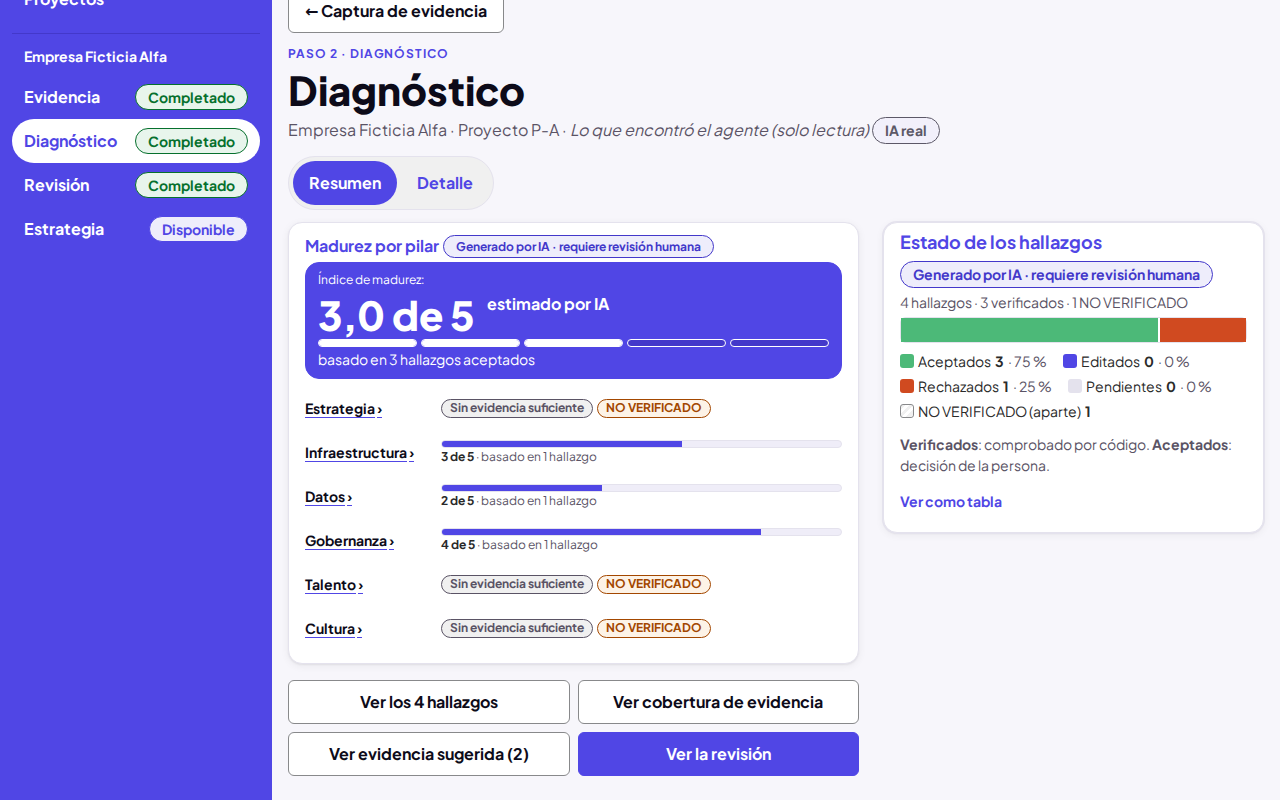 Proyectos
Empresa Ficticia Alfa
Evidencia Completado
Diagnóstico Completado
Revisión Completado
Estrategia Disponible
← Captura de evidencia
PASO 2 · DIAGNÓSTICO
Diagnóstico
Empresa Ficticia Alfa · Proyecto P-A · Lo que encontró el agente (solo lectura) IA real
Resumen Detalle
Madurez por pilar Generado por IA · requiere revisión humana
Índice de madurez:
3,0 de 5 estimado por IA
basado en 3 hallazgos aceptados
Estrategia › Sin evidencia suficiente NO VERIFICADO
Infraestructura ›
3 de 5 · basado en 1 hallazgo
Datos ›
2 de 5 · basado en 1 hallazgo
Gobernanza ›
4 de 5 · basado en 1 hallazgo
Talento › Sin evidencia suficiente NO VERIFICADO
Cultura › Sin evidencia suficiente NO VERIFICADO
Ver los 4 hallazgos Ver cobertura de evidencia
Ver evidencia sugerida (2) Ver la revisión
Estado de los hallazgos
Generado por IA · requiere revisión humana
4 hallazgos · 3 verificados · 1 NO VERIFICADO
Aceptados 3 · 75 % Editados 0 · 0 %
Rechazados 1 · 25 % Pendientes 0 · 0 %
NO VERIFICADO (aparte) 1
Verificados: comprobado por código. Aceptados:
decisión de la persona.
Ver como tabla